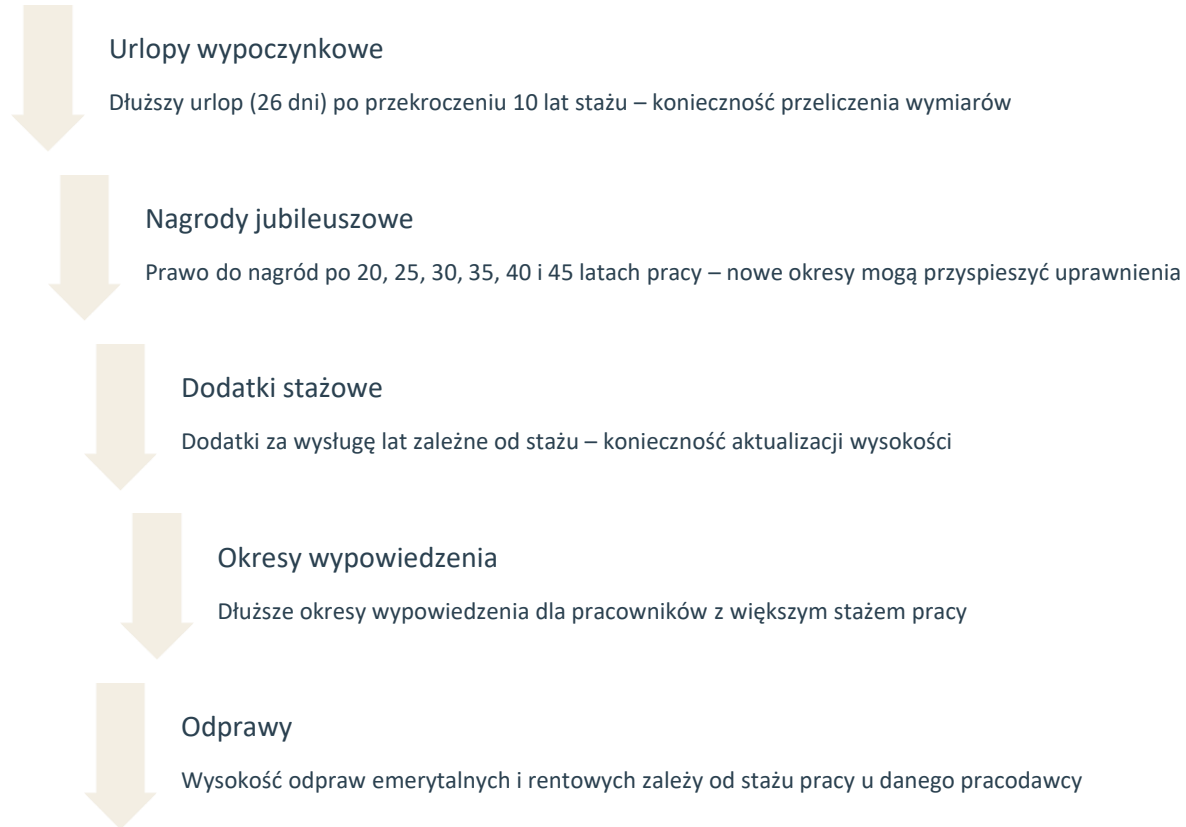 Urlopy wypoczynkowe
Dłuższy urlop (26 dni) po przekroczeniu 10 lat stażu – konieczność przeliczenia wymiarów
Nagrody jubileuszowe
Prawo do nagród po 20, 25, 30, 35, 40 i 45 latach pracy – nowe okresy mogą przyspieszyć uprawnienia
Dodatki stażowe
Dodatki za wysługę lat zależne od stażu – konieczność aktualizacji wysokości
Okresy wypowiedzenia
Dłuższe okresy wypowiedzenia dla pracowników z większym stażem pracy
Odprawy
Wysokość odpraw emerytalnych i rentowych zależy od stażu pracy u danego pracodawcy